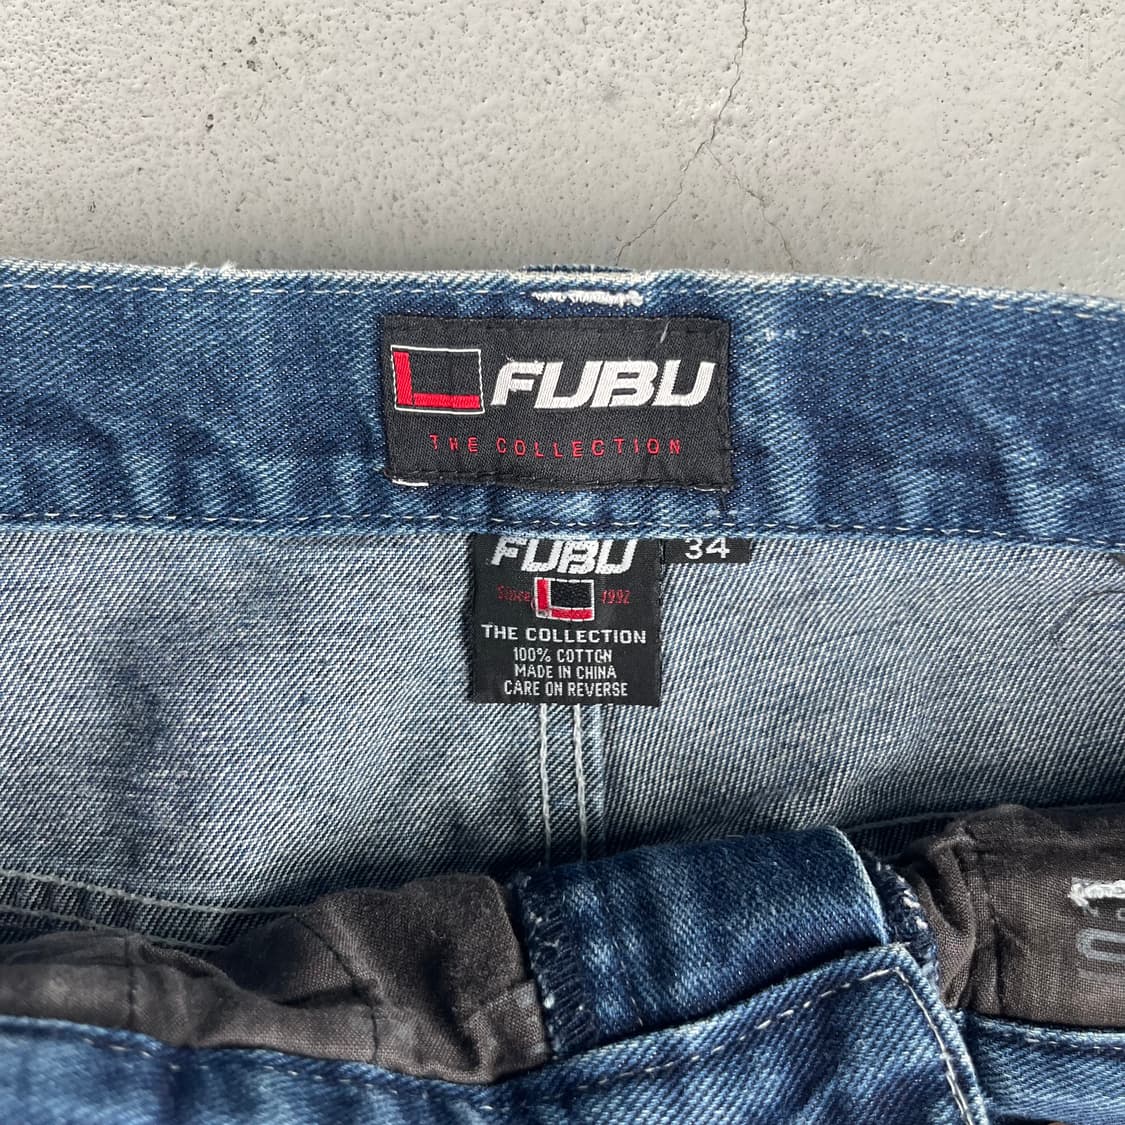 FUBU
THE COLLECTION
FUBU
34
Since 1992
THE COLLECTION
100% COTTON
MADE IN CHINA
CARE ON REVERSE